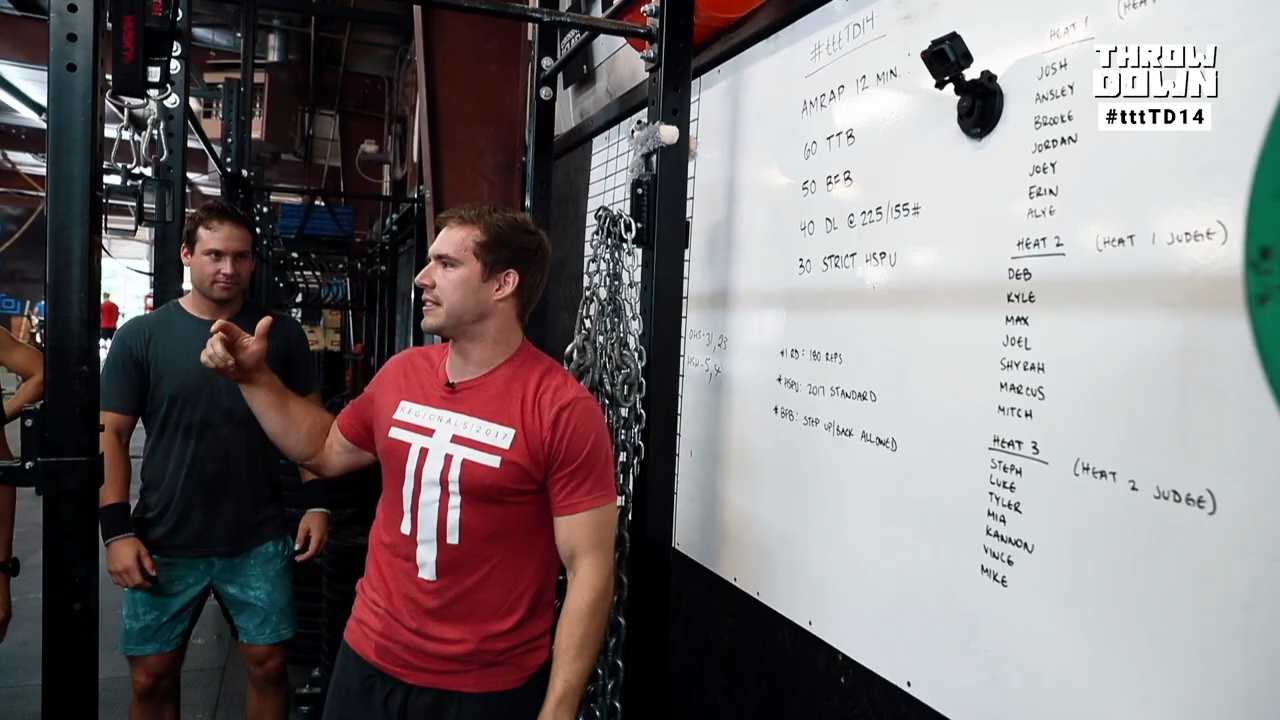 #tttTD14
AMRAP 12 MIN.
60 TTB
50 BFB
40 DL @ 225/155#
30 STRICT HSPU
*1 RD: 180 REPS
*HSPU: 2017 STANDARD
*BFB: STEP UP/BACK ALLOWED
HEAT 1
JOSH
ANSLEY
BROOKE
JORDAN
JOEY
ERIN
ALYE
HEAT 2 (HEAT 1 JUDGE)
DEB
KYLE
MAX
JOEL
SHYRAH
MARCUS
MITCH
HEAT 3 (HEAT 2 JUDGE)
STEPH
LUKE
TYLER
MIA
KANNON
VINCE
MIKE
THROW
DOWN
#tttTD14
REGIONALS|2017